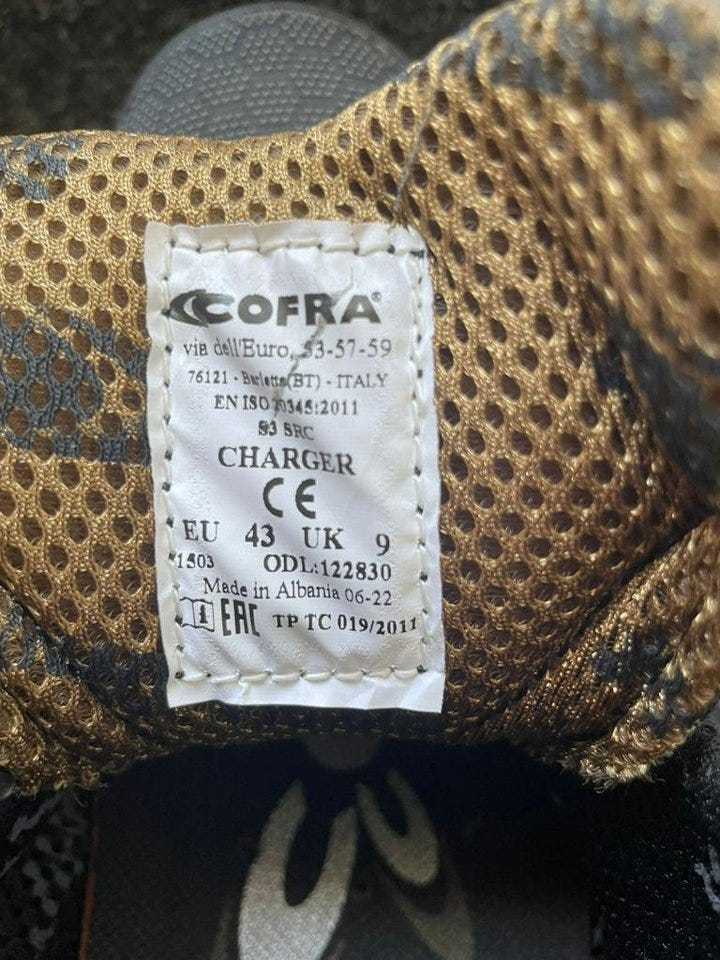 COFRA®
via dell'Euro, 53-57-59
76121 - Barletta(BT) - ITALY
EN ISO 20345:2011
S3 SRC
CHARGER
CE
EU 43 UK 9
*1503 ODL:122830
Made in Albania 06-22
i EAC TP TC 019/2011